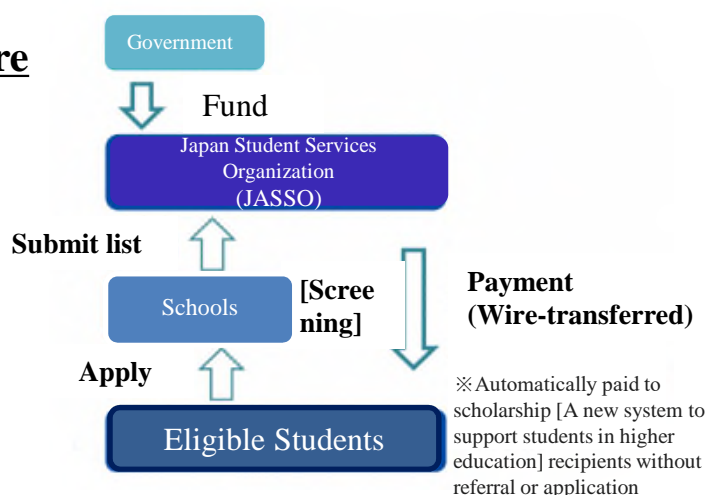 re
Government
Fund
Japan Student Services
Organization
(JASSO)
Submit list
Schools
[Scree
ning]
Payment
(Wire-transferred)
Apply
Eligible Students
※Automatically paid to
scholarship [A new system to
support students in higher
education] recipients without
referral or application